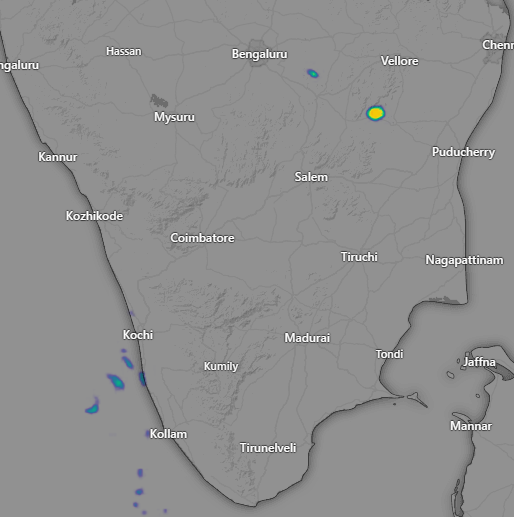 Hassan
Bengaluru
Chenn
Vellore
ngaluru
Mysuru
Kannur
Puducherry
Salem
Kozhikode
Coimbatore
Tiruchi
Nagapattinam
Kochi
Madurai
Tondi
Kumily
Jaffna
Mannar
Kollam
Tirunelveli